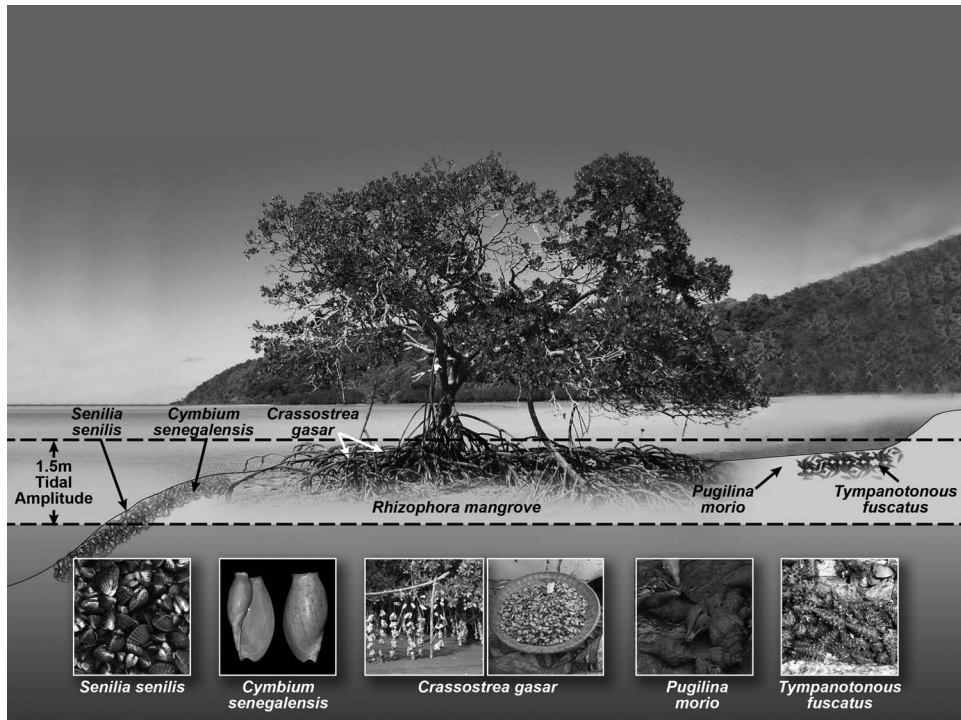 Senilia
senilis
Cymbium
senegalensis
Crassostrea
gasar
1.5m
Tidal
Amplitude
Rhizophora mangrove
Pugilina
morio
Tympanotonous
fuscatus
Senilia senilis
Cymbium
senegalensis
Crassostrea gasar
Pugilina
morio
Tympanotonous
fuscatus